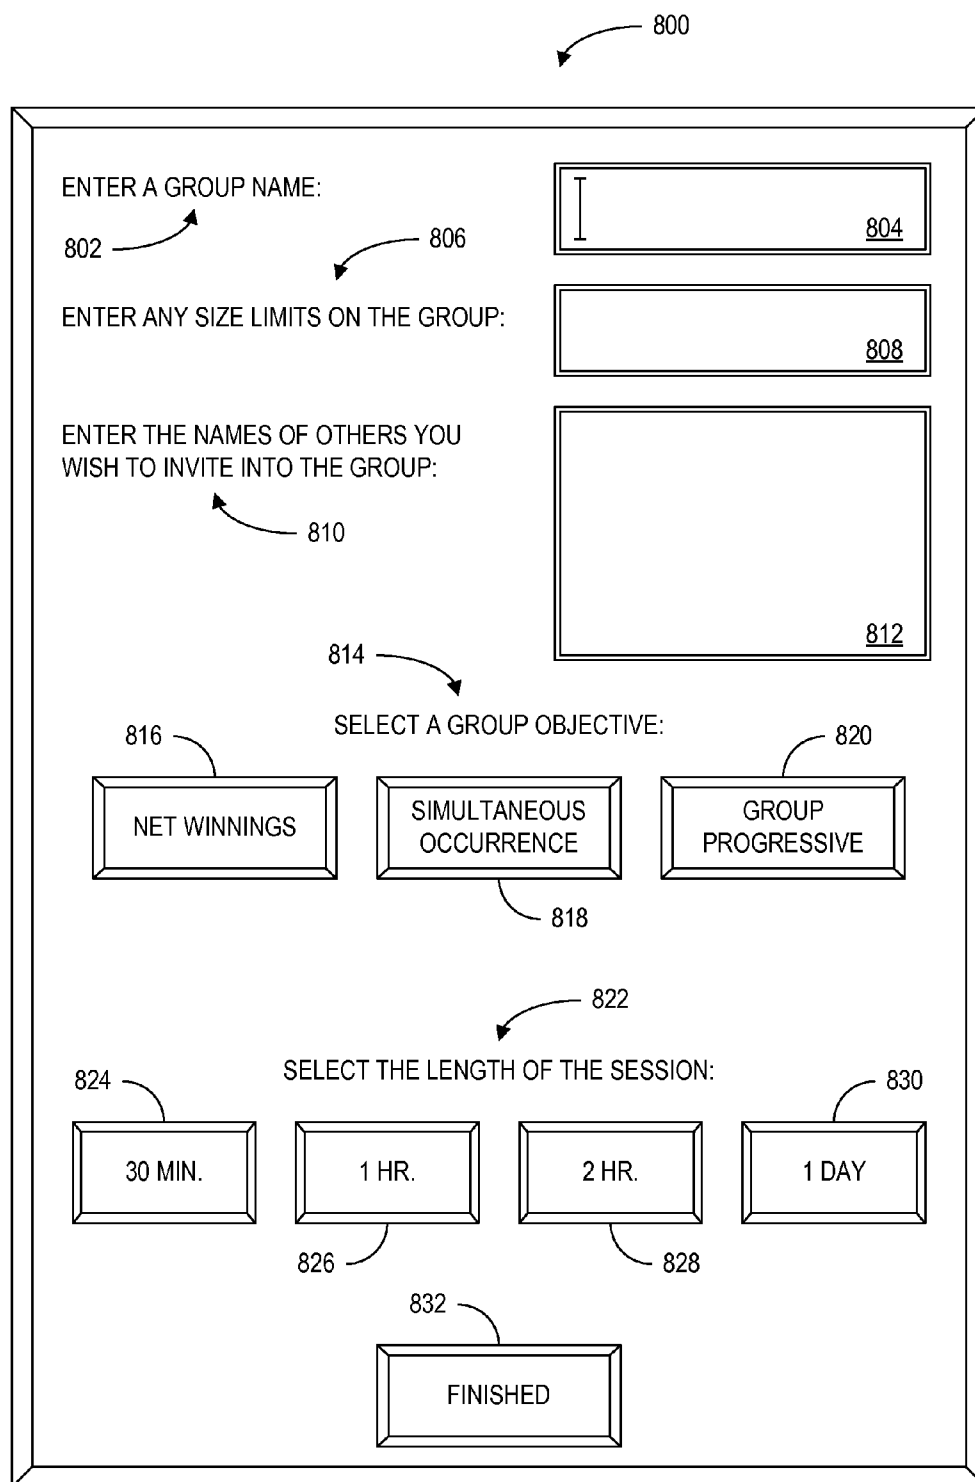 800
ENTER A GROUP NAME:
804
802
806
ENTER ANY SIZE LIMITS ON THE GROUP:
808
ENTER THE NAMES OF OTHERS YOU
WISH TO INVITE INTO THE GROUP:
810
812
814
SELECT A GROUP OBJECTIVE:
816
820
NET WINNINGS
SIMULTANEOUS
OCCURRENCE
GROUP
PROGRESSIVE
818
822
SELECT THE LENGTH OF THE SESSION:
824
830
30 MIN.
1 HR.
2 HR.
1 DAY
826
828
832
FINISHED